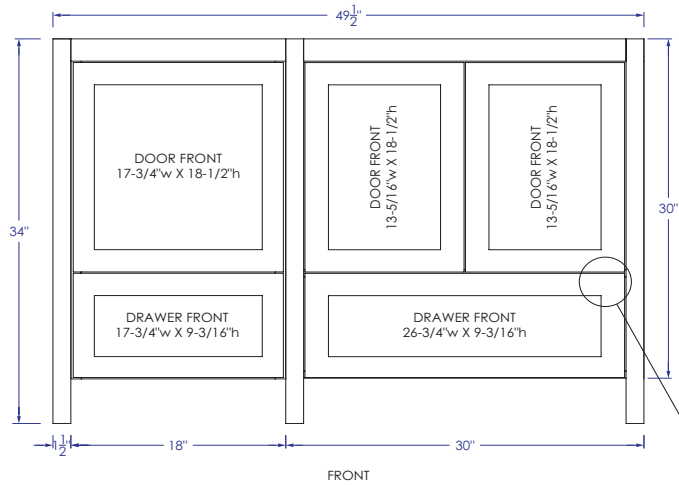 49 1/2"
DOOR FRONT
17-3/4"w X 18-1/2"h
DOOR FRONT
13-5/16"w X 18-1/2"h
DOOR FRONT
13-5/16"w X 18-1/2"h
34"
30"
DRAWER FRONT
17-3/4"w X 9-3/16"h
DRAWER FRONT
26-3/4"w X 9-3/16"h
1 1/2"
18"
30"
FRONT